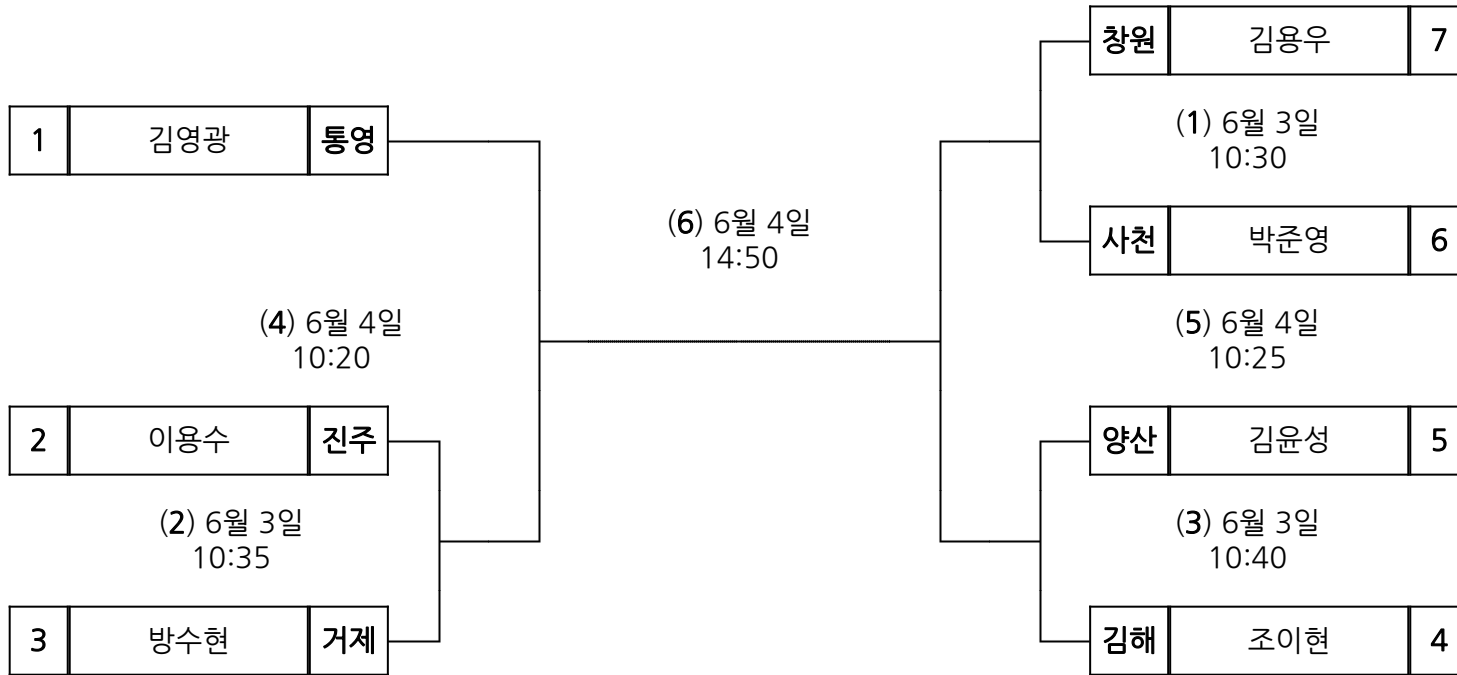 창원 김용우 7
(1) 6월 3일
10:30
1 김영광 통영
(6) 6월 4일
14:50
사천 박준영 6
(4) 6월 4일
10:20
(5) 6월 4일
10:25
2 이용수 진주
양산 김윤성 5
(2) 6월 3일
10:35
(3) 6월 3일
10:40
3 방수현 거제
김해 조이현 4